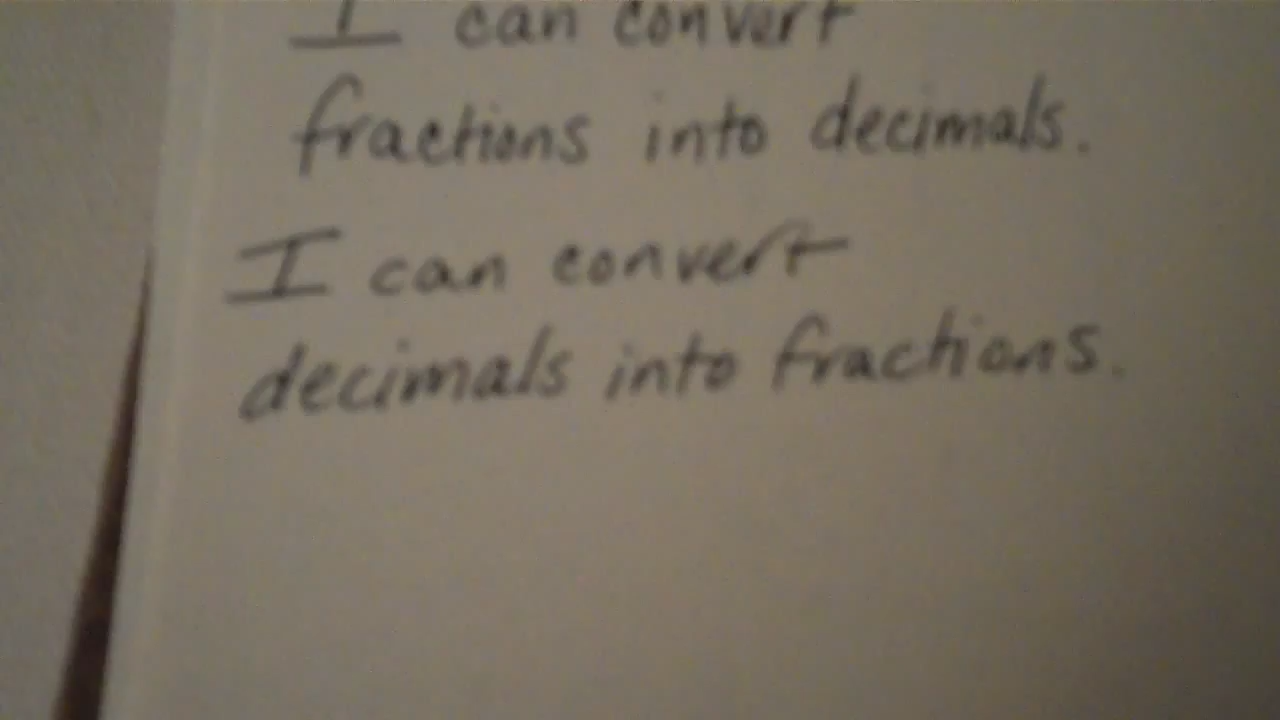 I can convert
fractions into decimals.
I can convert
decimals into fractions.